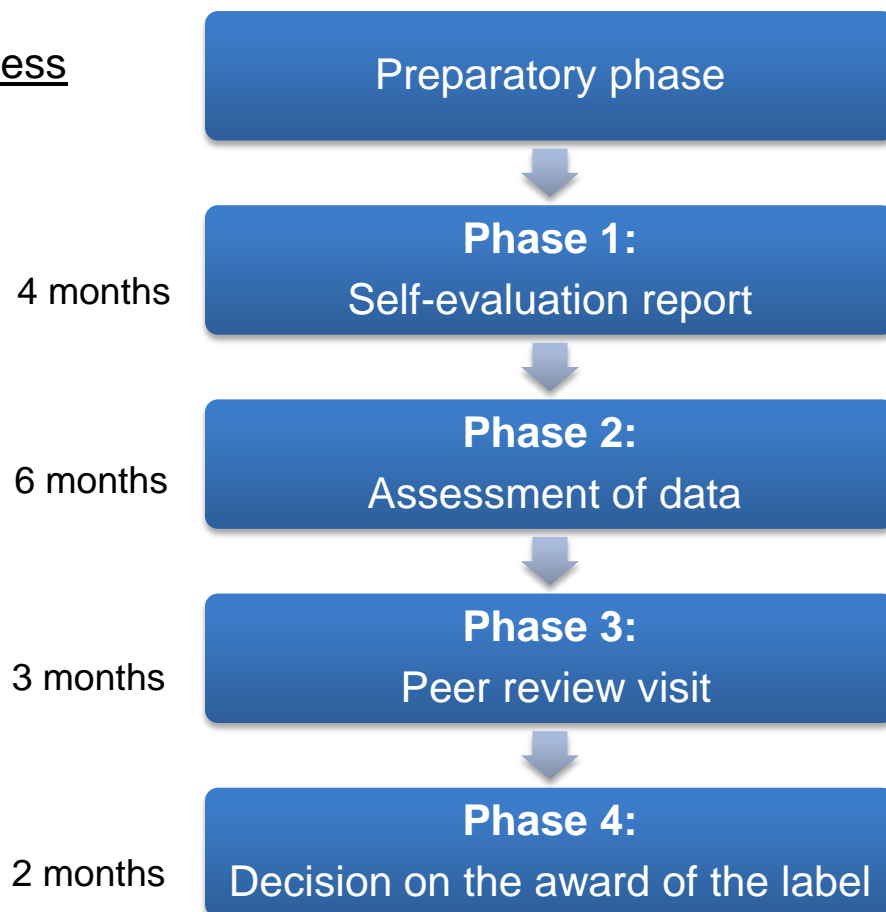 ess
Preparatory phase
4 months
Phase 1:
Self-evaluation report
6 months
Phase 2:
Assessment of data
3 months
Phase 3:
Peer review visit
2 months
Phase 4:
Decision on the award of the label